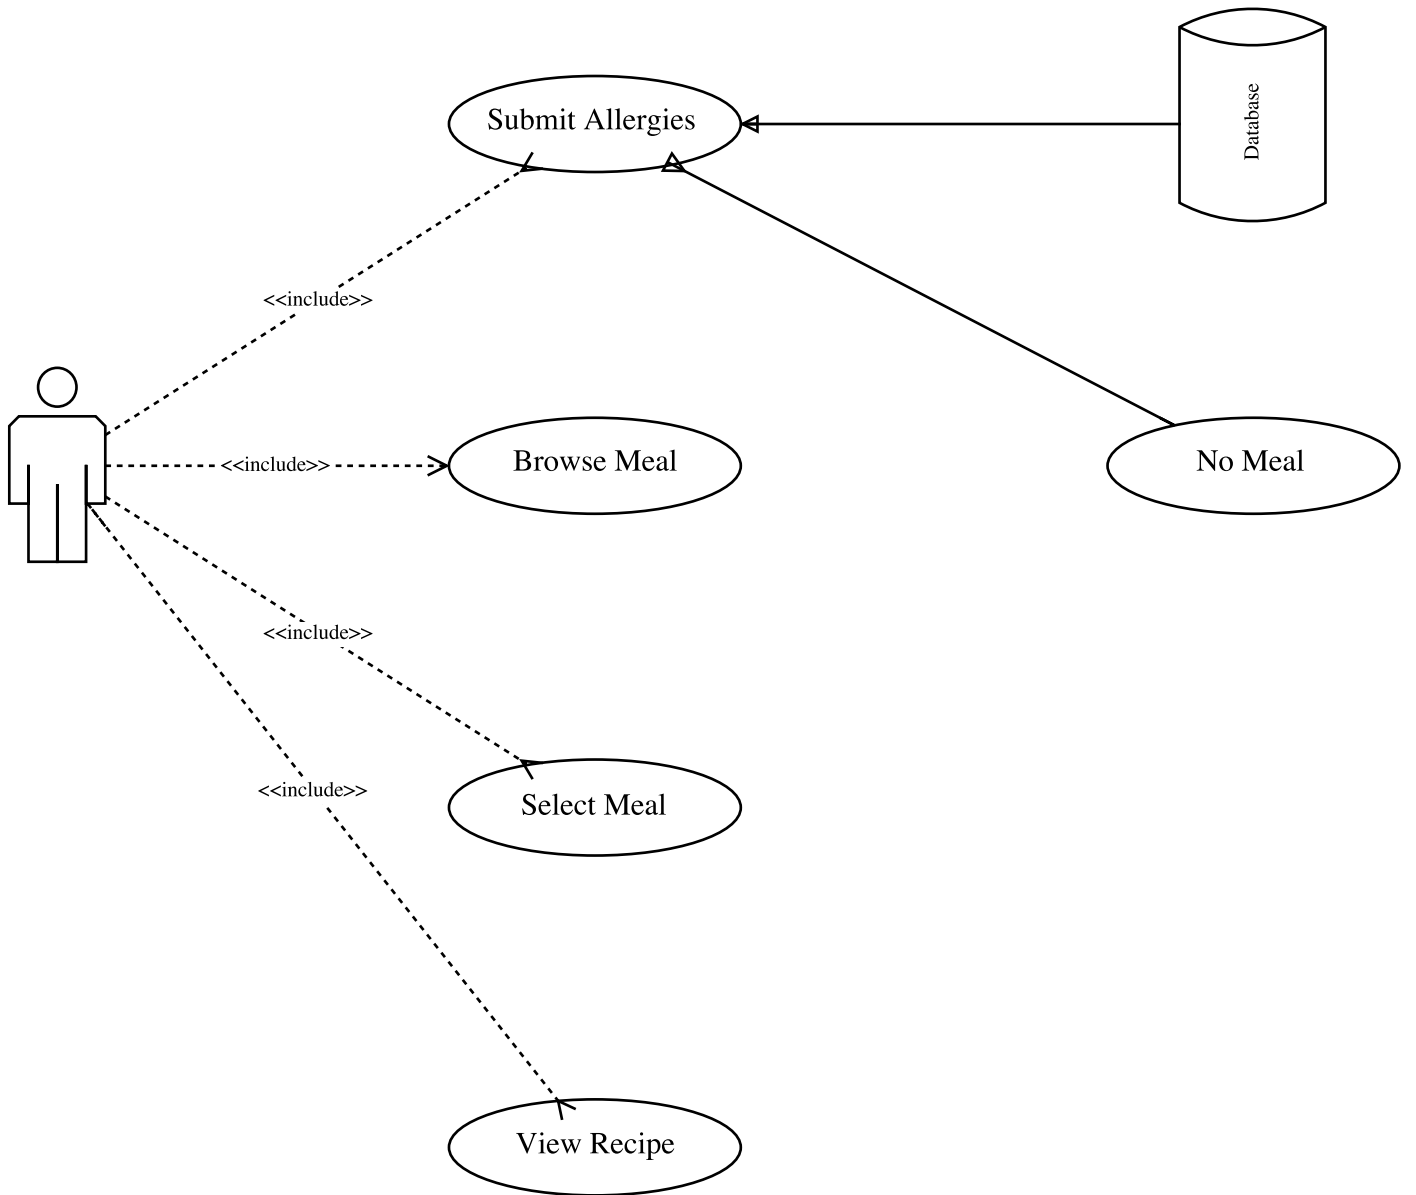 Submit Allergies
Database
<<include>>
<<include>>
Browse Meal
No Meal
<<include>>
<<include>>
Select Meal
View Recipe